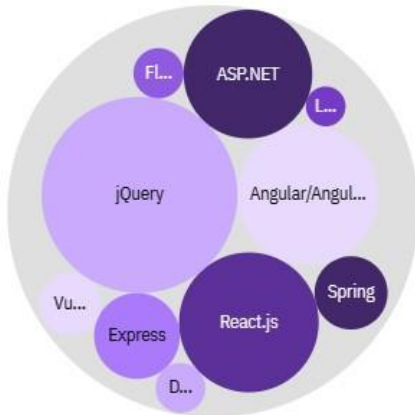 Fl...
ASP.NET
L...
jQuery
Angular/Angul...
Vu...
Express
React.js
Spring
D...